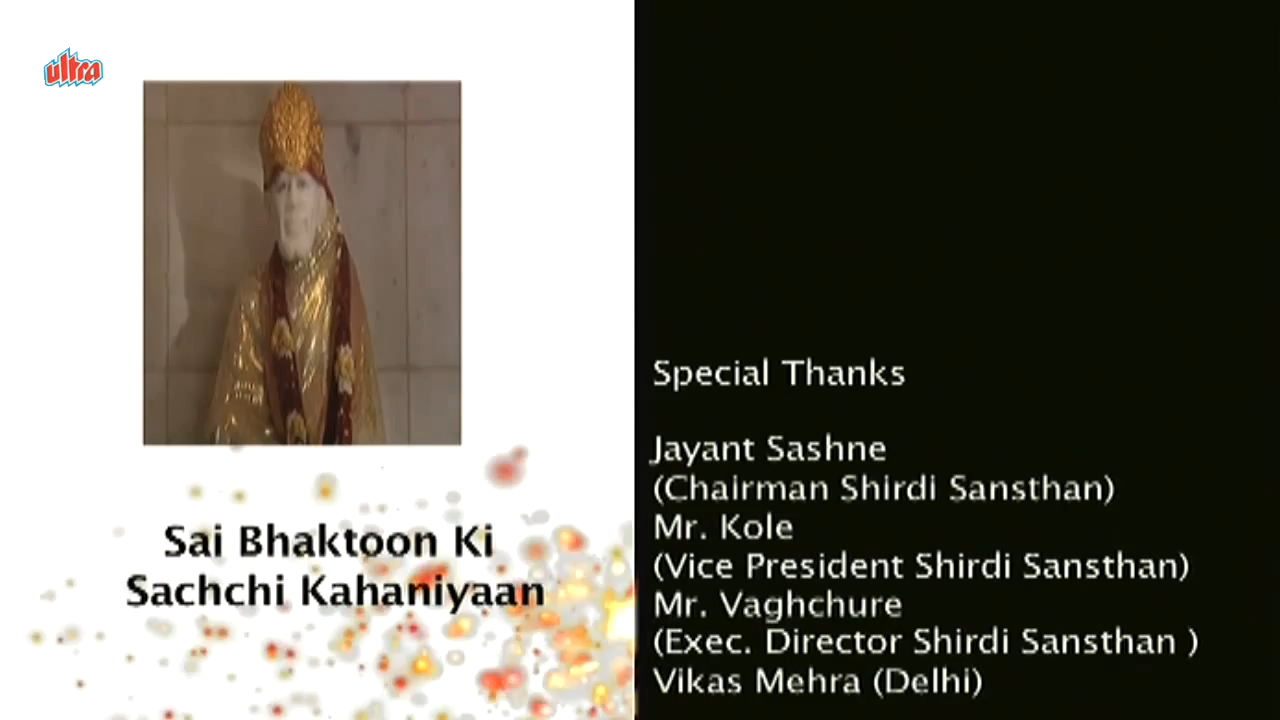 ultra
Sai Bhaktoon Ki
Sachchi Kahaniyaan
Special Thanks
Jayant Sashne
(Chairman Shirdi Sansthan)
Mr. Kole
(Vice President Shirdi Sansthan)
Mr. Vaghchure
(Exec. Director Shirdi Sansthan )
Vikas Mehra (Delhi)